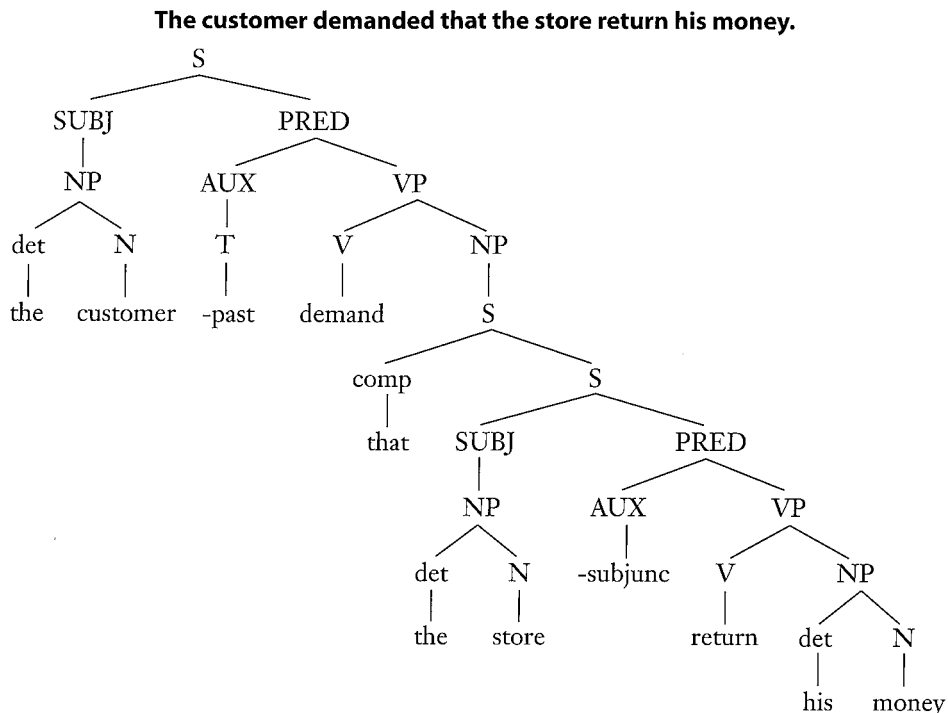 The customer demanded that the store return his money.
S
SUBJ PRED
NP AUX VP
det N T V NP
the customer -past demand S
comp S
that SUBJ PRED
NP AUX VP
det N -subjunc V NP
the store return det N
his money